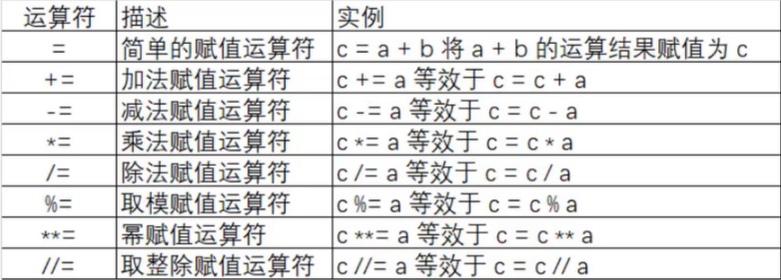 运算符 描述 实例
= 简单的赋值运算符 c = a + b 将 a + b 的运算结果赋值为 c
+= 加法赋值运算符 c += a 等效于 c = c + a
-= 减法赋值运算符 c -= a 等效于 c = c - a
*= 乘法赋值运算符 c *= a 等效于 c = c * a
/= 除法赋值运算符 c /= a 等效于 c = c / a
%= 取模赋值运算符 c %= a 等效于 c = c % a
**= 幂赋值运算符 c **= a 等效于 c = c ** a
//= 取整除赋值运算符 c //= a 等效于 c = c // a